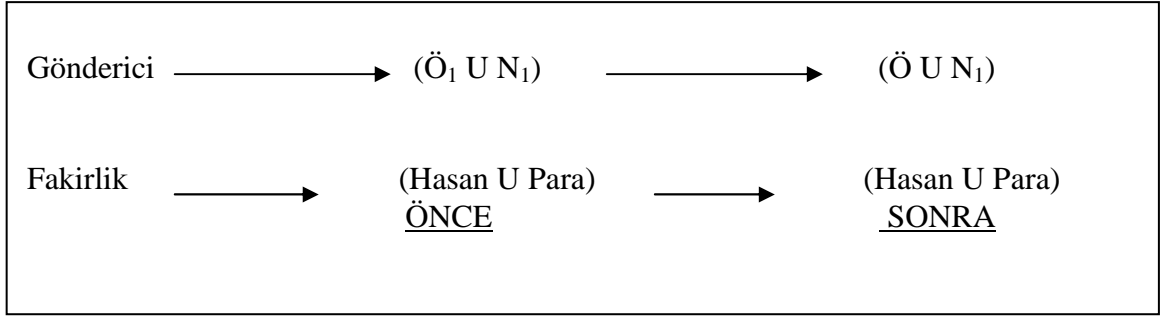 Gönderici (Ö₁ U N₁) (Ö U N₁)
Fakirlik (Hasan U Para) (Hasan U Para)
ÖNCE SONRA